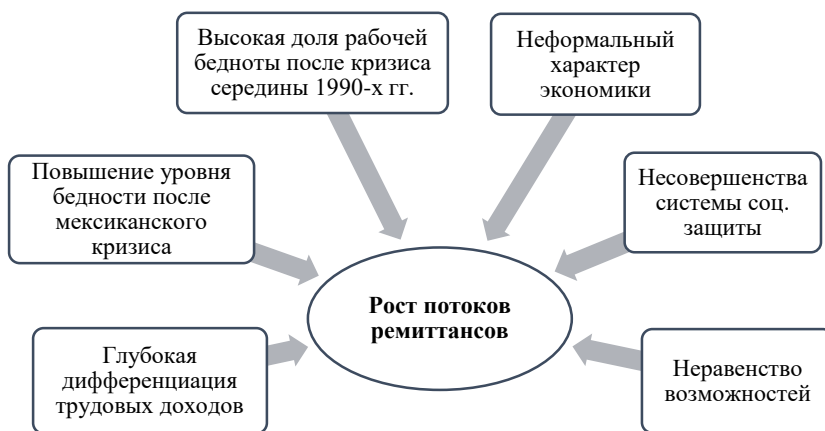 Высокая доля рабочей
бедноты после кризиса
середины 1990-х гг.
Неформальный
характер
экономики
Повышение уровня
бедности после
мексиканского
кризиса
Несовершенства
системы соц.
защиты
Рост потоков
ремиттансов
Глубокая
дифференциация
трудовых доходов
Неравенство
возможностей